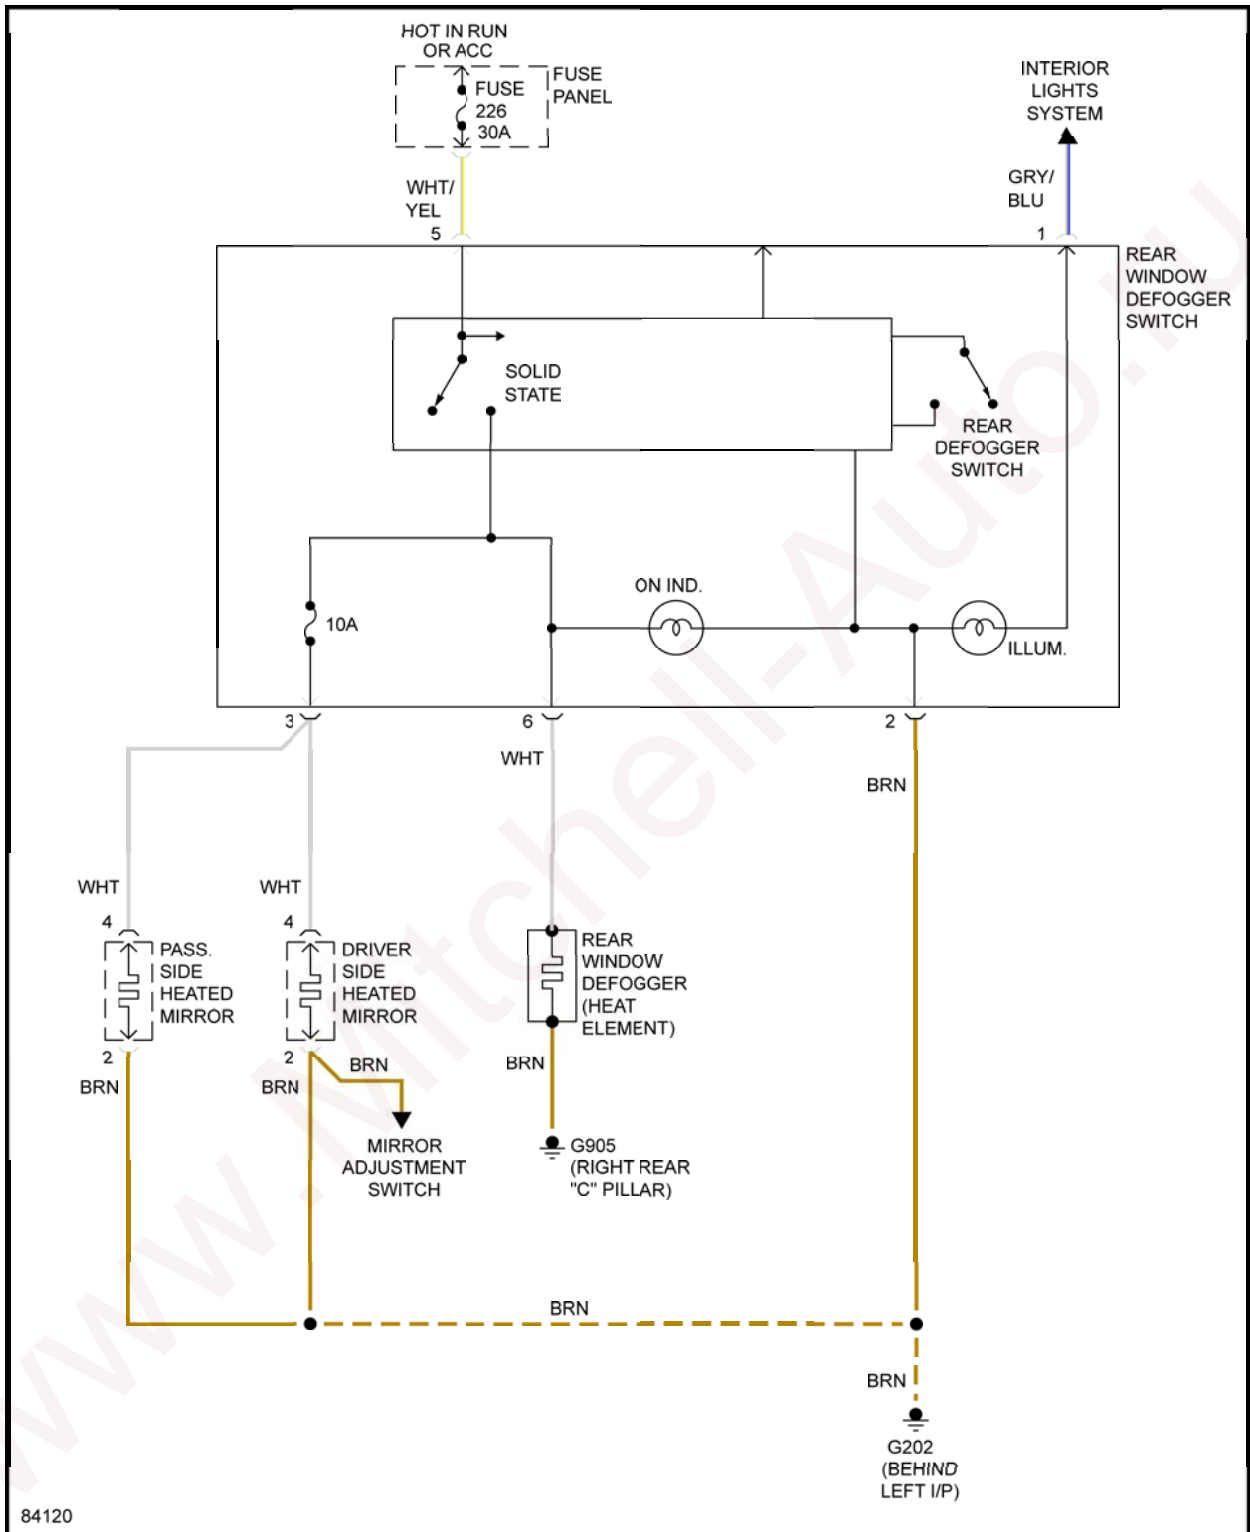 HOT IN RUN
OR ACC
FUSE
226
30A
FUSE
PANEL
INTERIOR
LIGHTS
SYSTEM
WHT/
YEL
5
GRY/
BLU
1
REAR
WINDOW
DEFOGGER
SWITCH
SOLID
STATE
REAR
DEFOGGER
SWITCH
ON IND.
10A
ILLUM.
3
6
2
WHT
BRN
WHT
WHT
4
4
PASS.
SIDE
HEATED
MIRROR
DRIVER
SIDE
HEATED
MIRROR
REAR
WINDOW
DEFOGGER
(HEAT
ELEMENT)
2
2
BRN
BRN
BRN
BRN
MIRROR
ADJUSTMENT
SWITCH
G905
(RIGHT REAR
"C" PILLAR)
BRN
BRN
G202
(BEHIND
LEFT I/P)
84120
www.Mitchell-Auto.ru